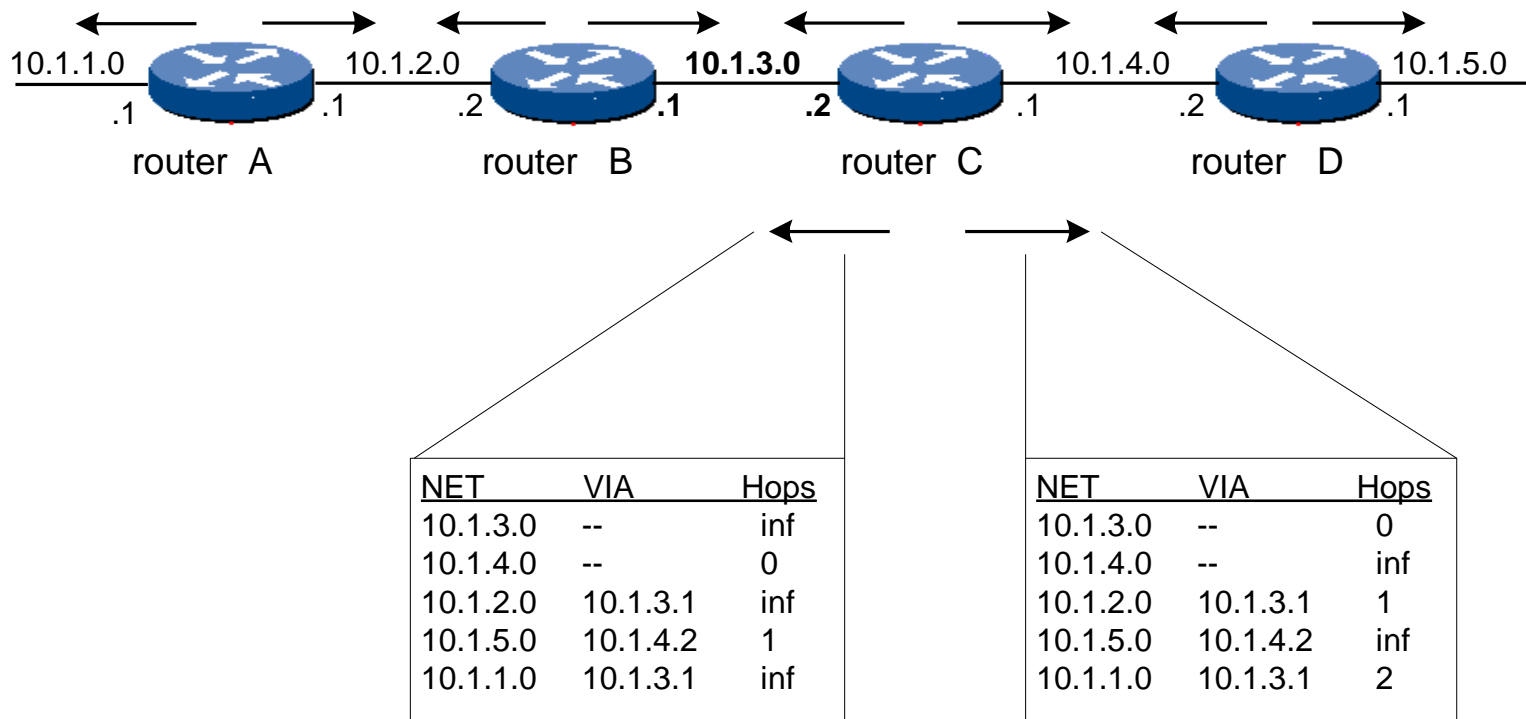 10.1.1.0 10.1.2.0 10.1.3.0 10.1.4.0 10.1.5.0
.1 .1 .2 .1 .2 .1 .2 .1
router A router B router C router D
NET VIA Hops
10.1.3.0 -- inf
10.1.4.0 -- 0
10.1.2.0 10.1.3.1 inf
10.1.5.0 10.1.4.2 1
10.1.1.0 10.1.3.1 inf
NET VIA Hops
10.1.3.0 -- 0
10.1.4.0 -- inf
10.1.2.0 10.1.3.1 1
10.1.5.0 10.1.4.2 inf
10.1.1.0 10.1.3.1 2